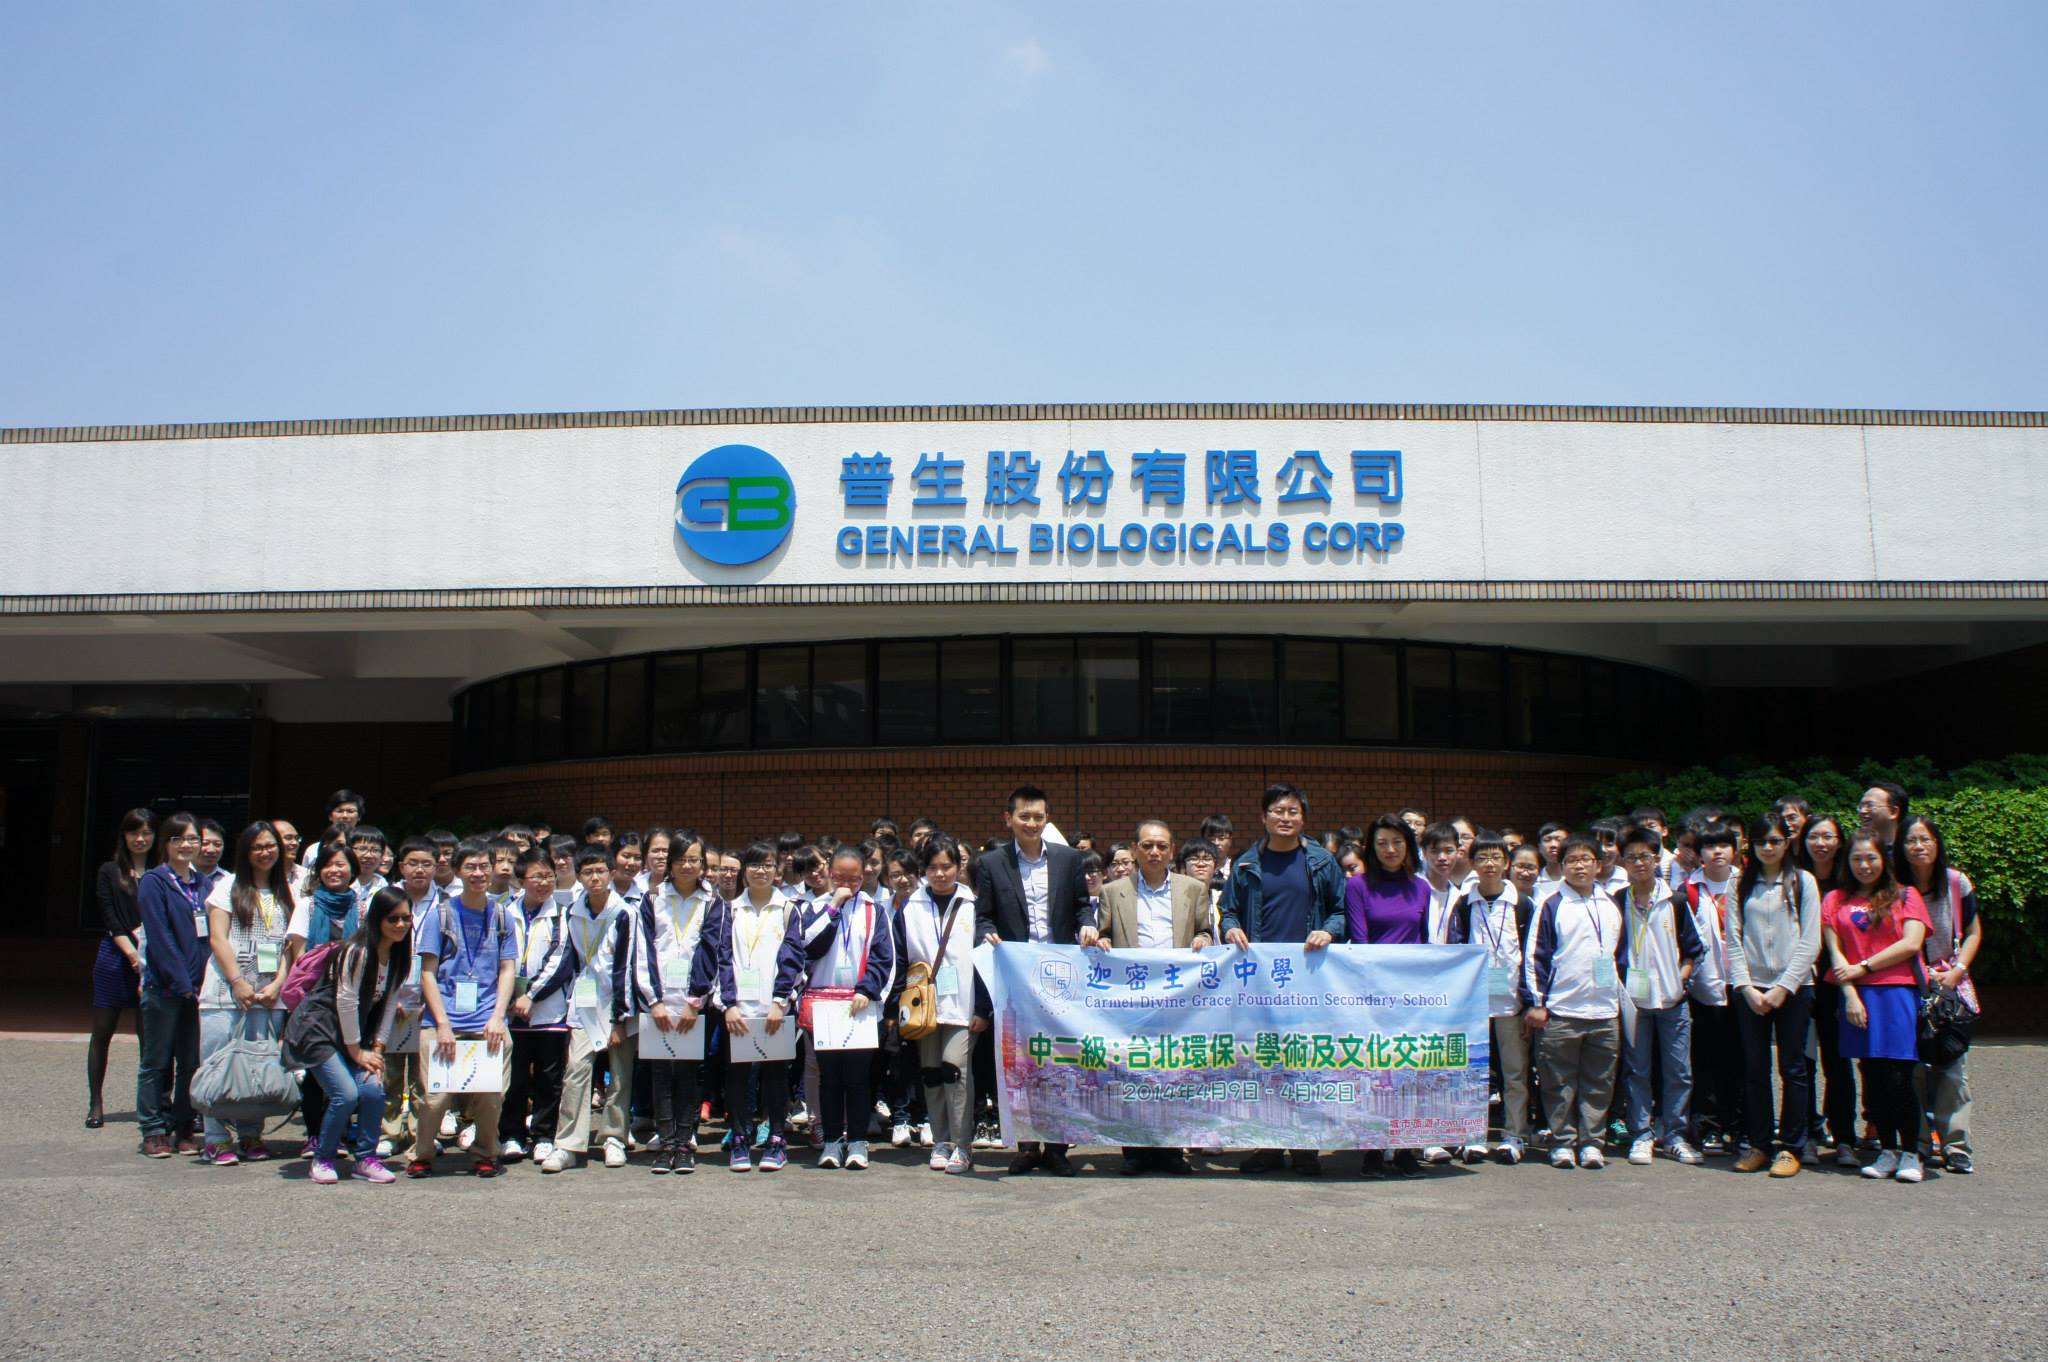 GB
普生股份有限公司
GENERAL BIOLOGICALS CORP
迦密主恩中學
Carmel Divine Grace Foundation Secondary School
中二級：台北環保、學術及文化交流團
2014年4月9日 - 4月12日
城市旅遊 Town Travel